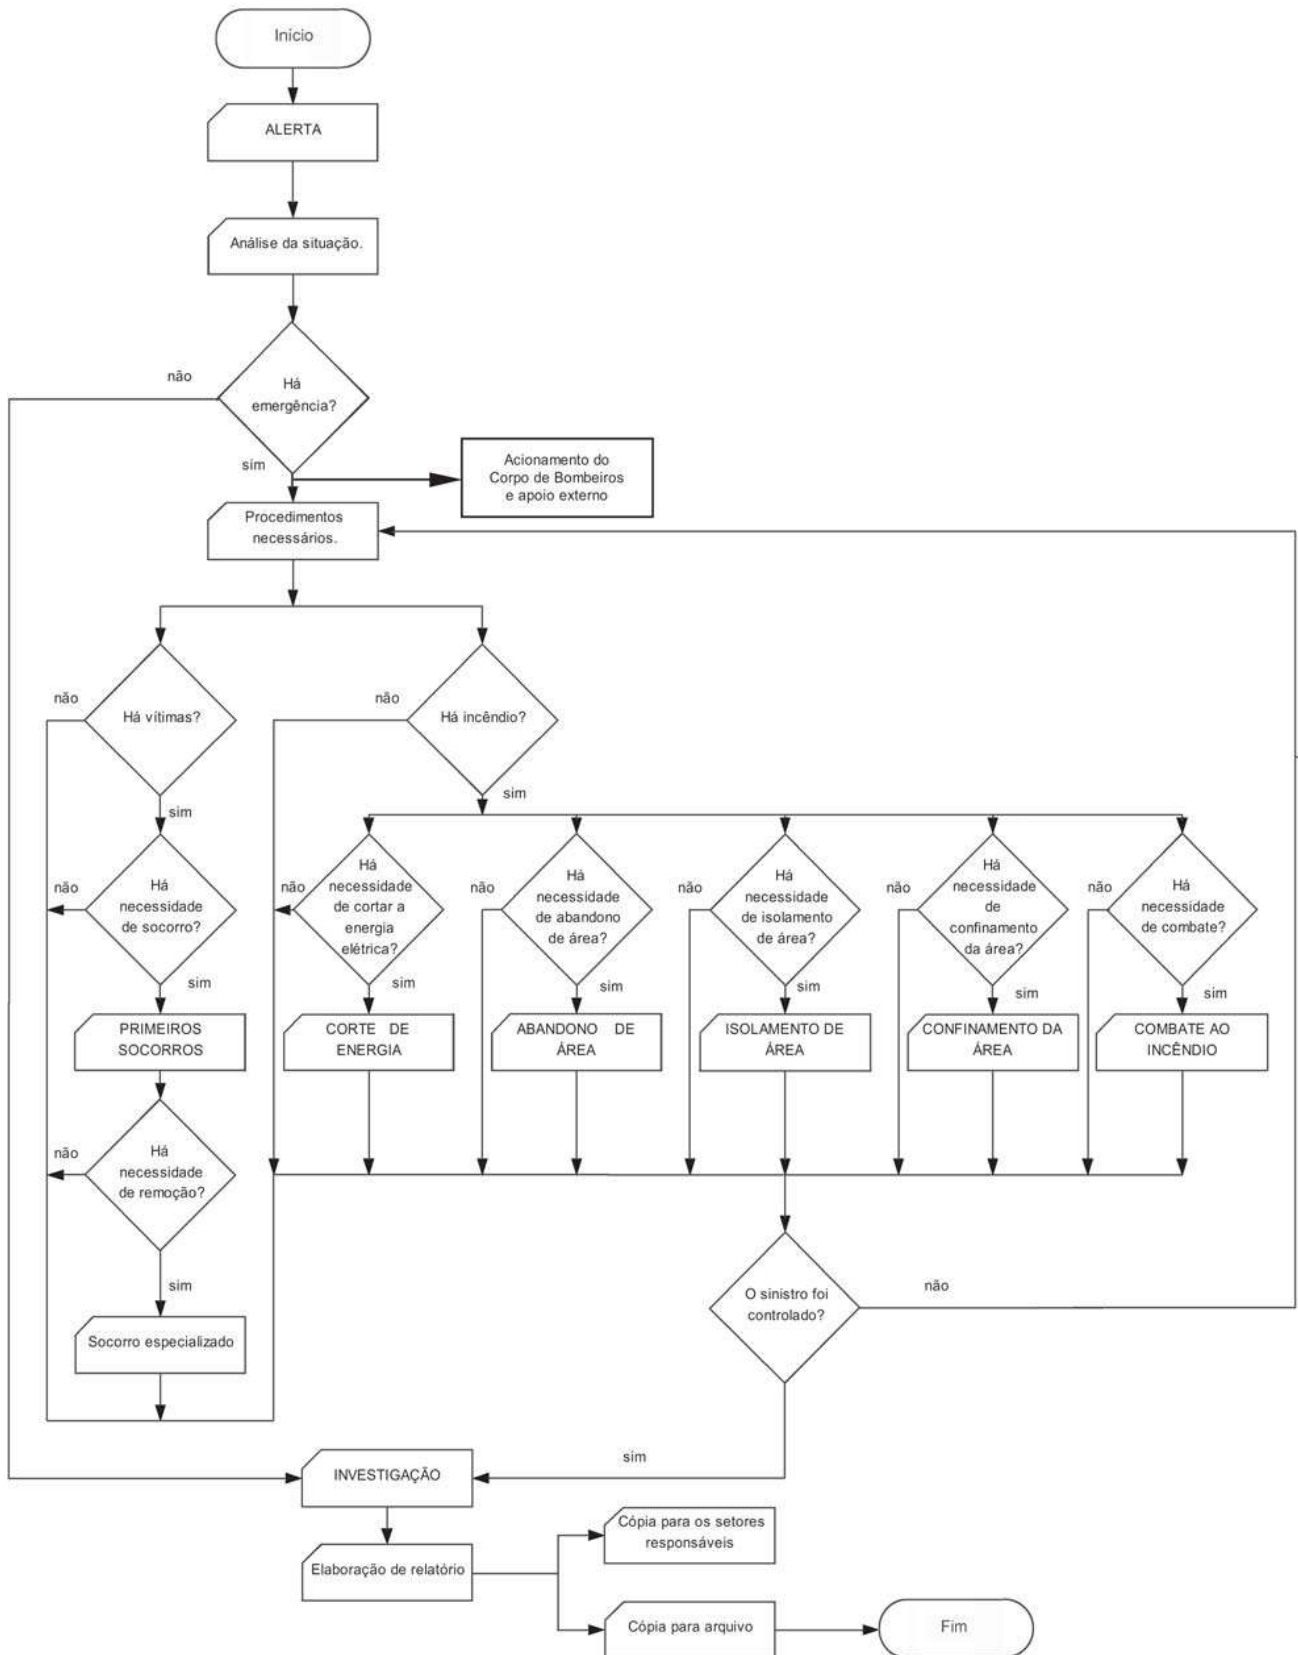 Início
ALERTA
Análise da situação.
não
Há
emergência?
sim
Acionamento do
Corpo de Bombeiros
e apoio externo
Procedimentos
necessários.
não
Há vítimas?
sim
não
Há incêndio?
sim
não
Há
necessidade
de socorro?
sim
não
Há
necessidade
de cortar a
energia
elétrica?
sim
não
Há
necessidade
de abandono
de área?
sim
não
Há
necessidade
de isolamento
de área?
sim
não
Há
necessidade
de
confinamento
da área?
sim
não
Há
necessidade
de combate?
sim
PRIMEIROS
SOCORROS
CORTE DE
ENERGIA
ABANDONO DE
ÁREA
ISOLAMENTO DE
ÁREA
CONFINAMENTO DA
ÁREA
COMBATE AO
INCÊNDIO
não
Há
necessidade
de remoção?
sim
Socorro especializado
O sinistro foi
controlado?
não
sim
INVESTIGAÇÃO
Elaboração de relatório
Cópia para os setores
responsáveis
Cópia para arquivo
Fim